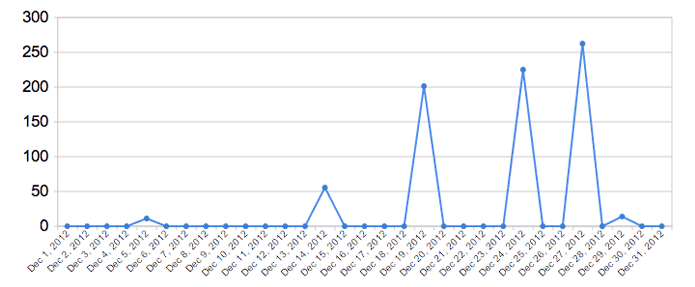 300
250
200
150
100
50
0
Dec 1, 2012
Dec 2, 2012
Dec 3, 2012
Dec 4, 2012
Dec 5, 2012
Dec 6, 2012
Dec 7, 2012
Dec 8, 2012
Dec 9, 2012
Dec 10, 2012
Dec 11, 2012
Dec 12, 2012
Dec 13, 2012
Dec 14, 2012
Dec 15, 2012
Dec 16, 2012
Dec 17, 2012
Dec 18, 2012
Dec 19, 2012
Dec 20, 2012
Dec 21, 2012
Dec 22, 2012
Dec 23, 2012
Dec 24, 2012
Dec 25, 2012
Dec 26, 2012
Dec 27, 2012
Dec 28, 2012
Dec 29, 2012
Dec 30, 2012
Dec 31, 2012